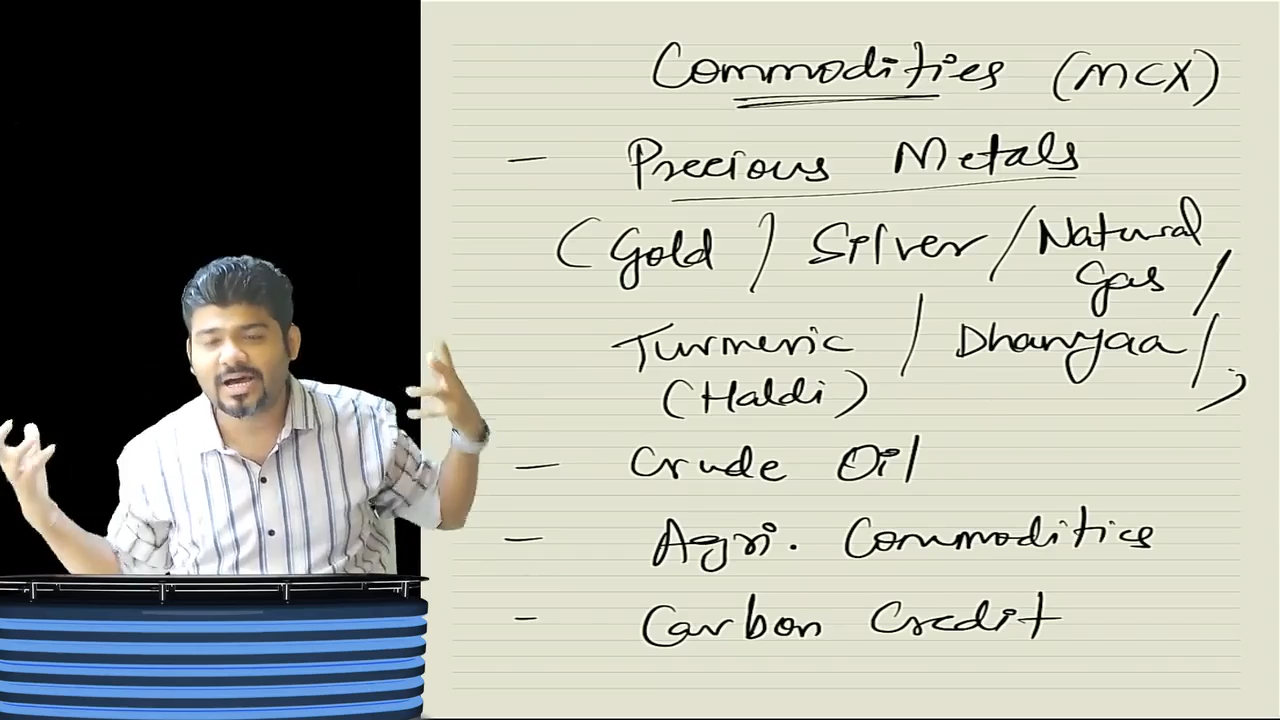 Commodities (MCX)
- Precious Metals
(Gold / Silver / Natural Gas /
Turmeric (Haldi) / Dhanyaa / )
- Crude Oil
- Agri. Commodities
- Carbon Credit